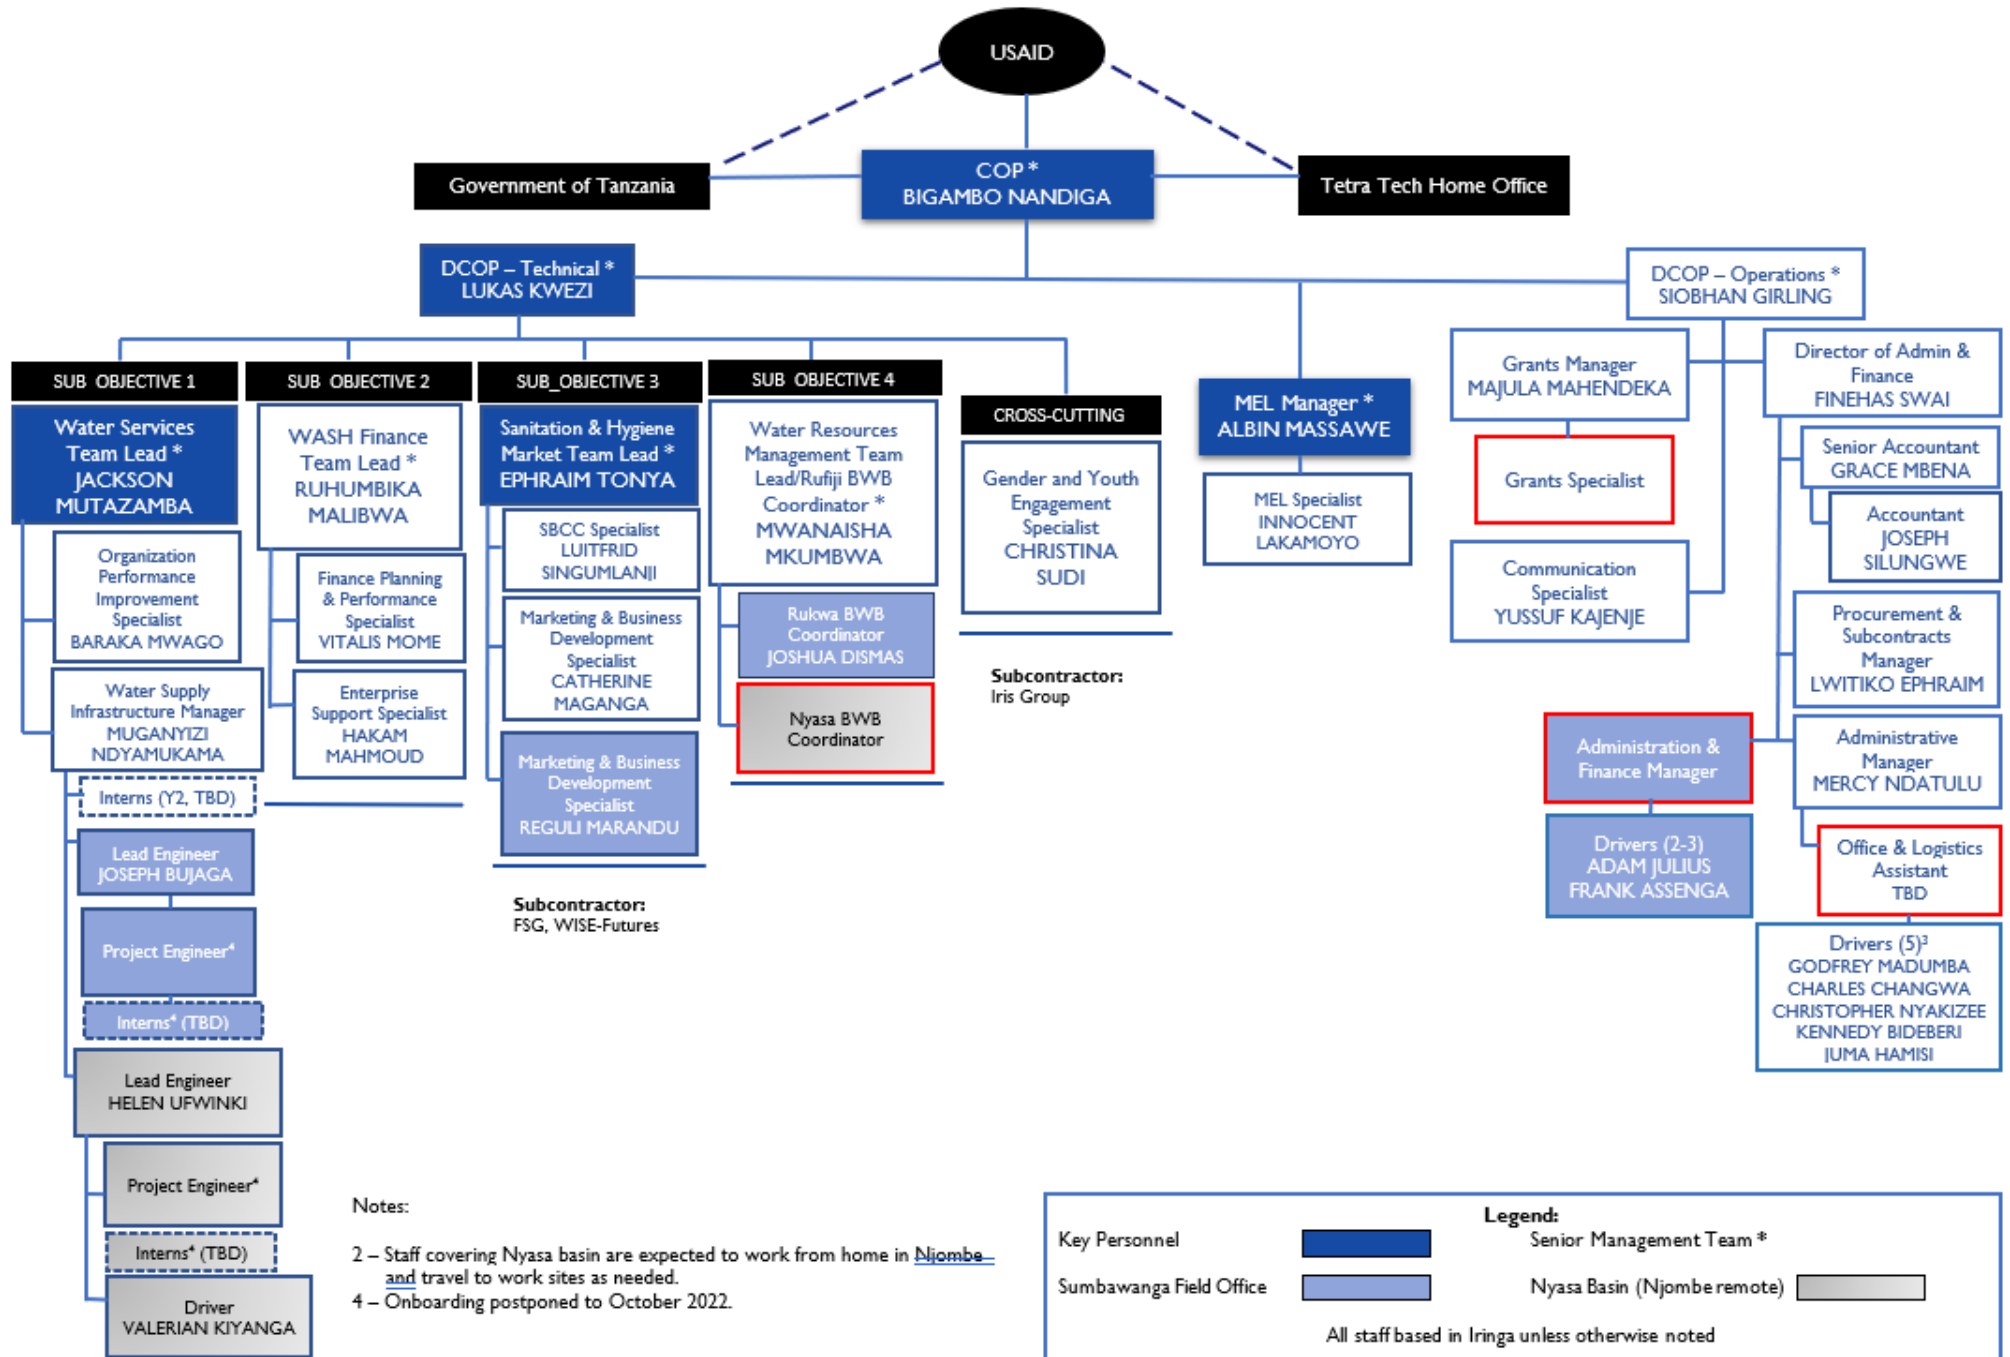 USAID
Government of Tanzania
COP *
BIGAMBO NANDIGA
Tetra Tech Home Office
DCOP – Technical *
LUKAS KWEZI
DCOP – Operations *
SIOBHAN GIRLING
SUB OBJECTIVE 1
Water Services
Team Lead *
JACKSON
MUTAZAMBA
Organization
Performance
Improvement
Specialist
BARAKA MWAGO
Water Supply
Infrastructure Manager
MUGANYIZI
NDYAMUKAMA
Interns (Y2, TBD)
Lead Engineer
JOSEPH BUJAGA
Project Engineer⁴
Interns⁴ (TBD)
Lead Engineer
HELEN UFWINKI
Project Engineer⁴
Interns⁴ (TBD)
Driver
VALERIAN KIYANGA
SUB OBJECTIVE 2
WASH Finance
Team Lead *
RUHUMBIKA
MALIBWA
Finance Planning
& Performance
Specialist
VITALIS MOME
Enterprise
Support Specialist
HAKAM
MAHMOUD
SUB_OBJECTIVE 3
Sanitation & Hygiene
Market Team Lead *
EPHRAIM TONYA
SBCC Specialist
LUITFRID
SINGUMLANJI
Marketing & Business
Development
Specialist
CATHERINE
MAGANGA
Marketing & Business
Development
Specialist
REGULI MARANDU
Subcontractor:
FSG, WISE-Futures
SUB OBJECTIVE 4
Water Resources
Management Team
Lead/Rufiji BWB
Coordinator *
MWANAISHA
MKUMBWA
Rukwa BWB
Coordinator
JOSHUA DISMAS
Nyasa BWB
Coordinator
CROSS-CUTTING
Gender and Youth
Engagement
Specialist
CHRISTINA
SUDI
Subcontractor:
Iris Group
MEL Manager *
ALBIN MASSAWE
MEL Specialist
INNOCENT
LAKAMOYO
Grants Manager
MAJULA MAHENDEKA
Grants Specialist
Communication
Specialist
YUSSUF KAJENJE
Director of Admin &
Finance
FINEHAS SWAI
Senior Accountant
GRACE MBENA
Accountant
JOSEPH
SILUNGWE
Procurement &
Subcontracts
Manager
LWITIKO EPHRAIM
Administration &
Finance Manager
Drivers (2-3)
ADAM JULIUS
FRANK ASSENGA
Administrative
Manager
MERCY NDATULU
Office & Logistics
Assistant
TBD
Drivers (5)³
GODFREY MADUMBA
CHARLES CHANGWA
CHRISTOPHER NYAKIZEE
KENNEDY BIDEBERI
JUMA HAMISI
Notes:
2 – Staff covering Nyasa basin are expected to work from home in Njombe
and travel to work sites as needed.
4 – Onboarding postponed to October 2022.
Legend:
Key Personnel
Senior Management Team *
Sumbawanga Field Office
Nyasa Basin (Njombe remote)
All staff based in Iringa unless otherwise noted